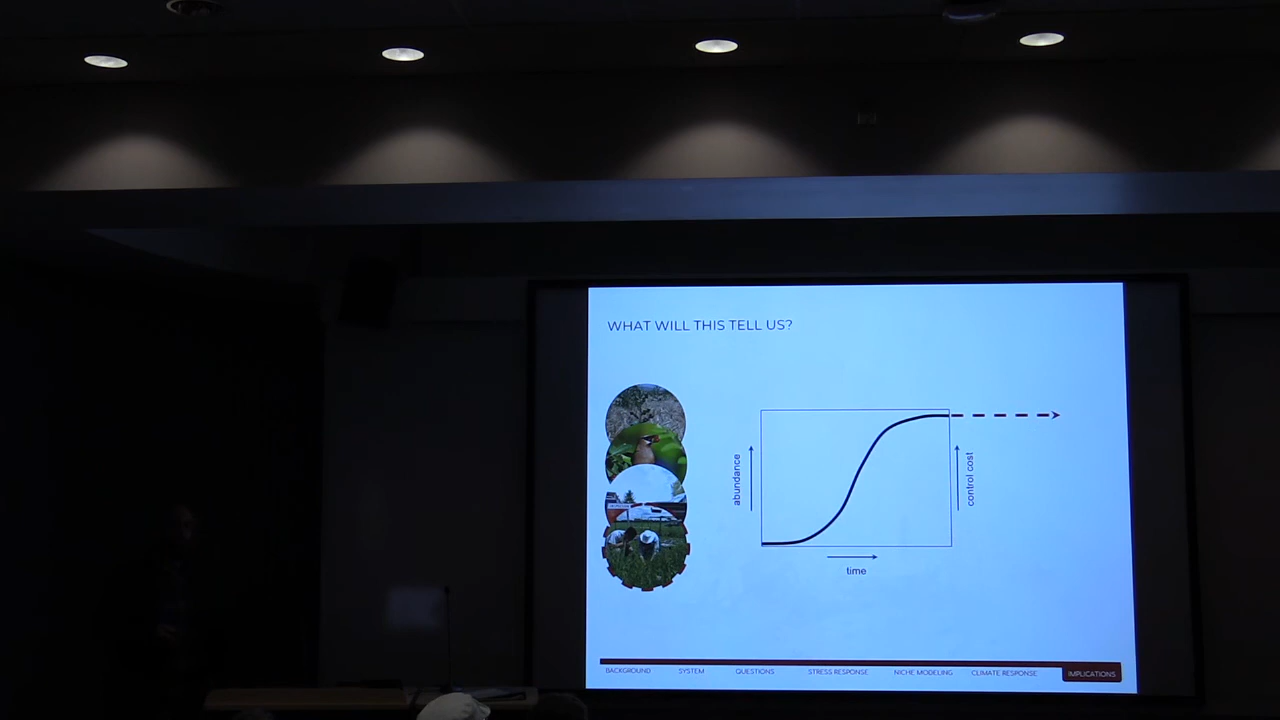 WHAT WILL THIS TELL US?
abundance
control cost
time
BACKGROUND
SYSTEM
QUESTIONS
STRESS RESPONSE
NICHE MODELING
CLIMATE RESPONSE
IMPLICATIONS